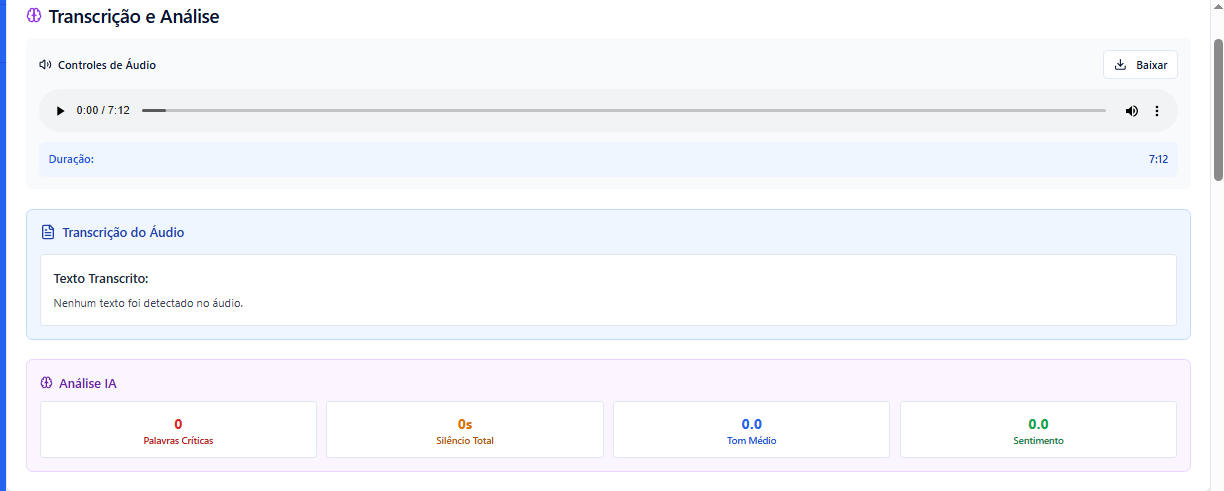 Transcrição e Análise
Controles de Áudio
Baixar
0:00 / 7:12
Duração:
7:12
Transcrição do Áudio
Texto Transcrito:
Nenhum texto foi detectado no áudio.
Análise IA
0
Palavras Críticas
0s
Silêncio Total
0.0
Tom Médio
0.0
Sentimento